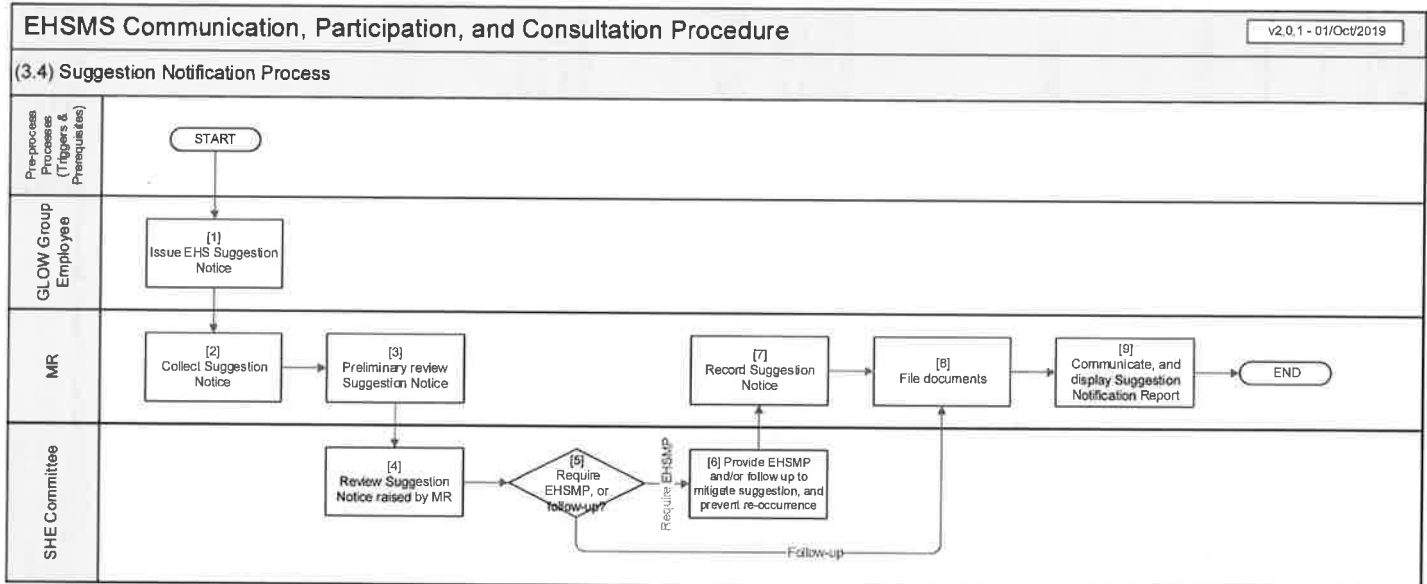 EHSMS Communication, Participation, and Consultation Procedure
v2.0.1 - 01/Oct/2019
(3.4) Suggestion Notification Process
Pre-process
Processes
(Triggers &
Prerequisites)
START
GLOW Group
Employee
[1]
Issue EHS Suggestion
Notice
MR
[2]
Collect Suggestion
Notice
[3]
Preliminary review
Suggestion Notice
[7]
Record Suggestion
Notice
[8]
File documents
[9]
Communicate, and
display Suggestion
Notification Report
END
SHE Committee
[4]
Review Suggestion
Notice raised by MR
[5]
Require
EHSMP, or
follow-up?
Require EHSMP
[6] Provide EHSMP
and/or follow up to
mitigate suggestion, and
prevent re-occurrence
Follow-up